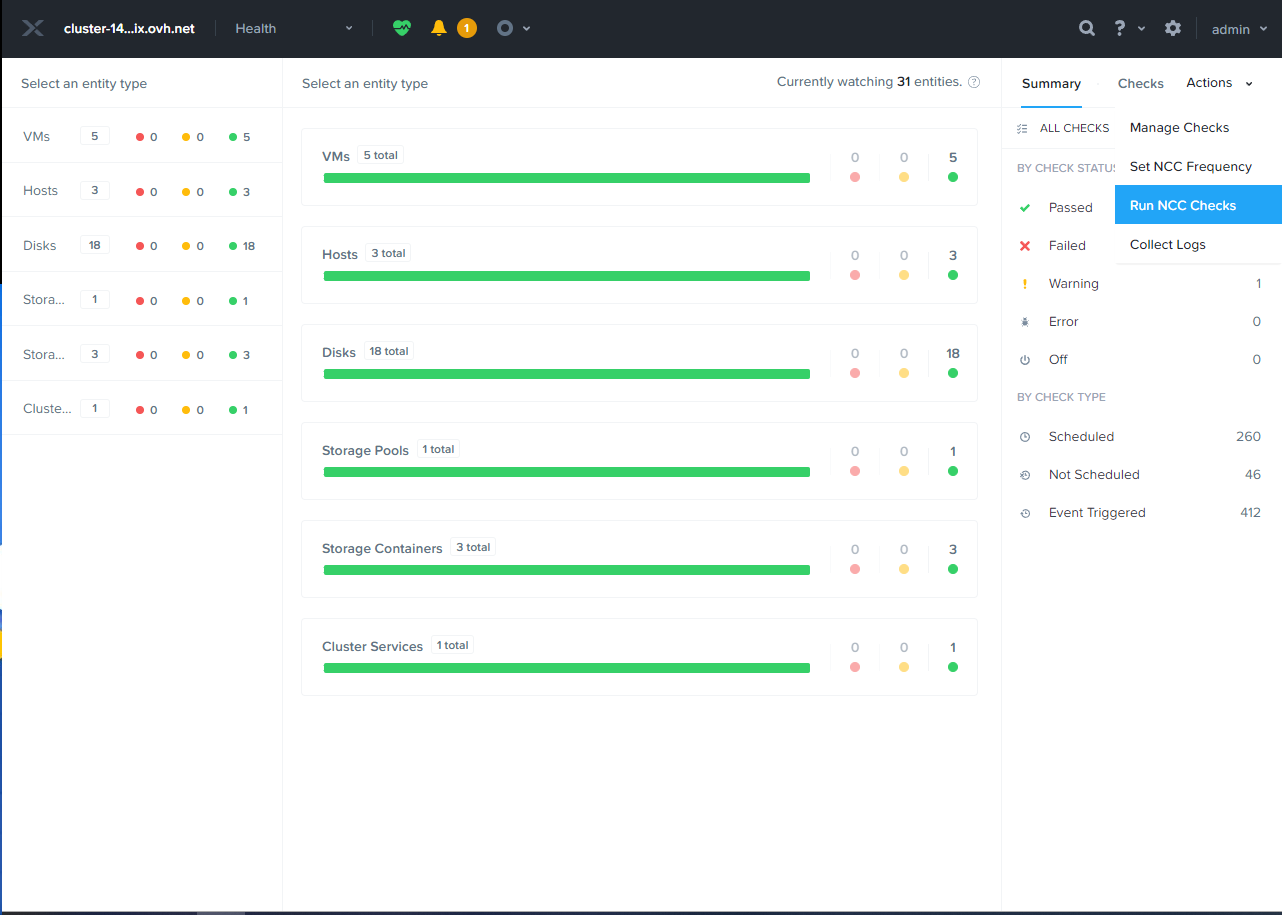 cluster-14...ix.ovh.net Health 1 ? admin
Select an entity type
VMs 5 0 0 5
Hosts 3 0 0 3
Disks 18 0 0 18
Stora... 1 0 0 1
Stora... 3 0 0 3
Cluste... 1 0 0 1
Select an entity type
Currently watching 31 entities. ?
VMs 5 total 0 0 5
Hosts 3 total 0 0 3
Disks 18 total 0 0 18
Storage Pools 1 total 0 0 1
Storage Containers 3 total 0 0 3
Cluster Services 1 total 0 0 1
Summary Checks Actions
Manage Checks
Set NCC Frequency
Run NCC Checks
Collect Logs
ALL CHECKS
BY CHECK STATUS
Passed
Failed
Warning 1
Error 0
Off 0
BY CHECK TYPE
Scheduled 260
Not Scheduled 46
Event Triggered 412